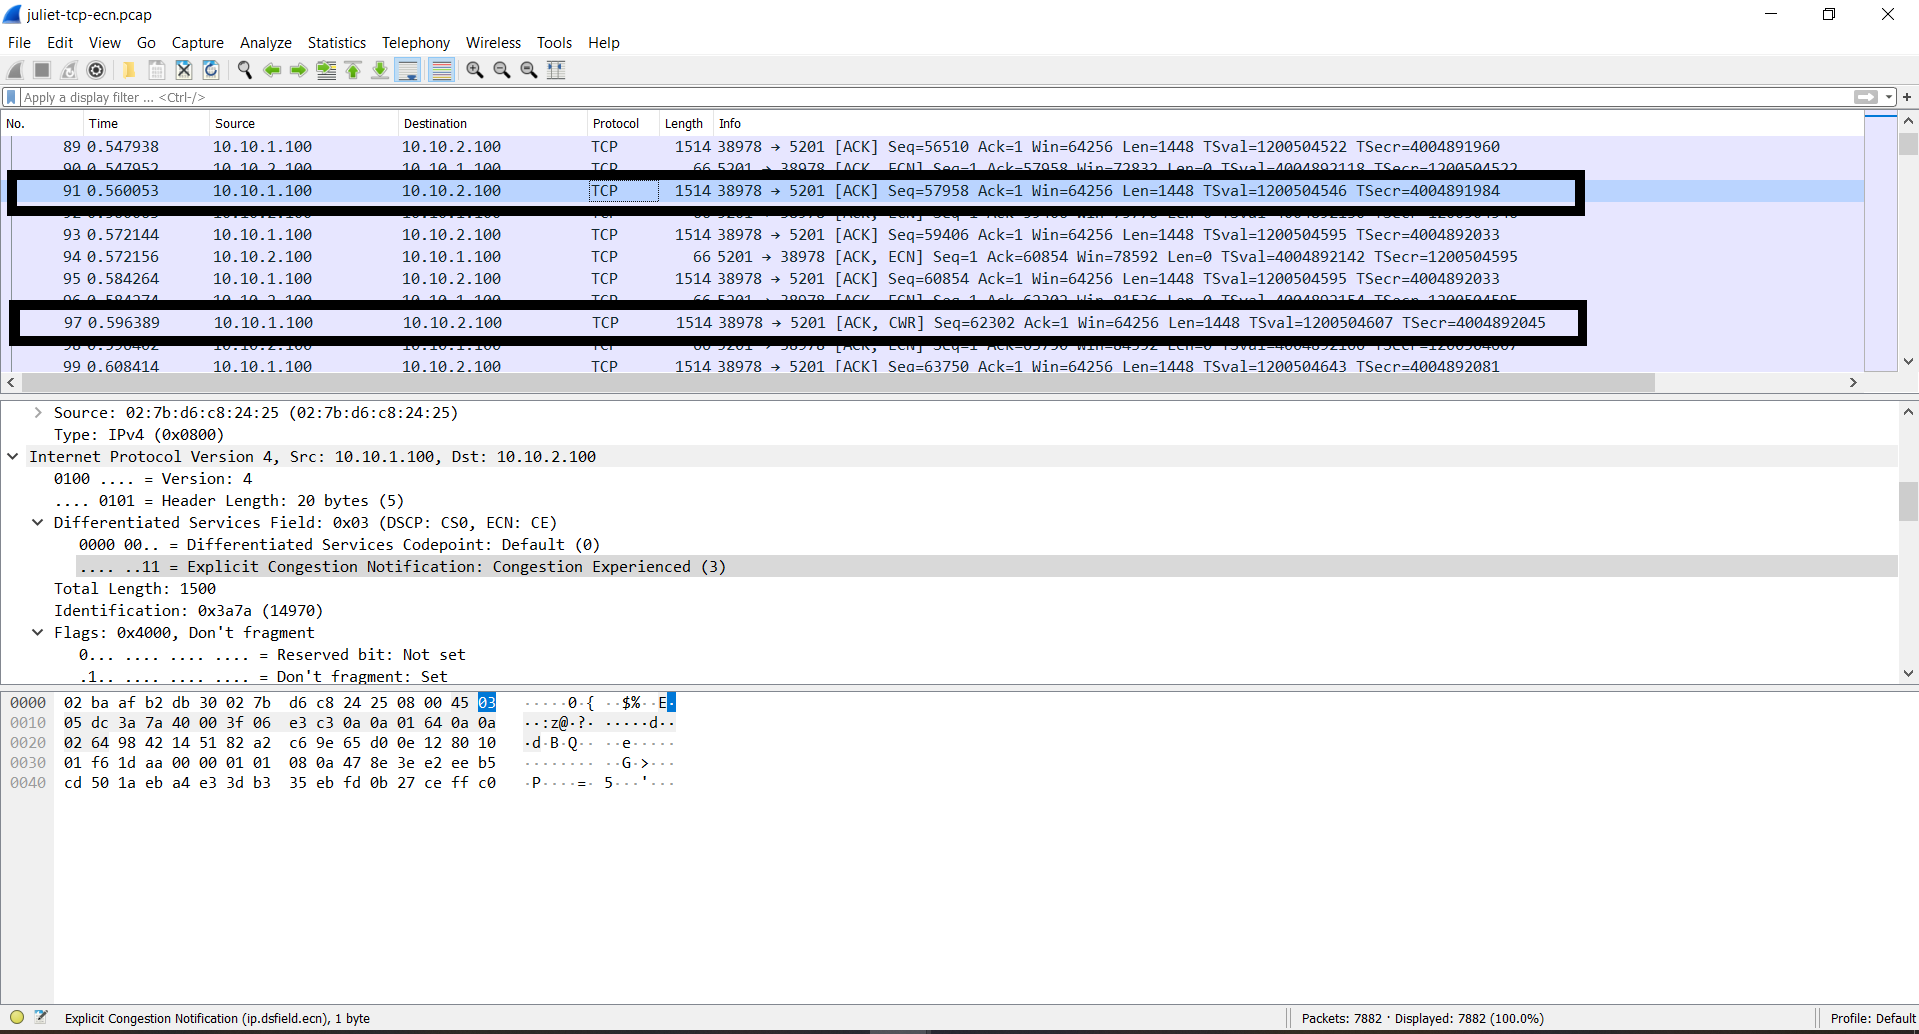 juliet-tcp-ecn.pcap
File Edit View Go Capture Analyze Statistics Telephony Wireless Tools Help
Apply a display filter ... <Ctrl-/>
No. Time Source Destination Protocol Length Info
89 0.547938 10.10.1.100 10.10.2.100 TCP 1514 38978 → 5201 [ACK] Seq=56510 Ack=1 Win=64256 Len=1448 TSval=1200504522 TSecr=4004891960
90 0.547952 10.10.2.100 10.10.1.100 TCP 66 5201 → 38978 [ACK, ECN] Seq=1 Ack=57958 Win=72832 Len=0 TSval=4004892118 TSecr=1200504522
91 0.560053 10.10.1.100 10.10.2.100 TCP 1514 38978 → 5201 [ACK] Seq=57958 Ack=1 Win=64256 Len=1448 TSval=1200504546 TSecr=4004891984
93 0.572144 10.10.1.100 10.10.2.100 TCP 1514 38978 → 5201 [ACK] Seq=59406 Ack=1 Win=64256 Len=1448 TSval=1200504595 TSecr=4004892033
94 0.572156 10.10.2.100 10.10.1.100 TCP 66 5201 → 38978 [ACK, ECN] Seq=1 Ack=60854 Win=78592 Len=0 TSval=4004892142 TSecr=1200504595
95 0.584264 10.10.1.100 10.10.2.100 TCP 1514 38978 → 5201 [ACK] Seq=60854 Ack=1 Win=64256 Len=1448 TSval=1200504595 TSecr=4004892033
96 0.584274 10.10.2.100 10.10.1.100 TCP 66 5201 → 38978 [ACK, ECN] Seq=1 Ack=62302 Win=81536 Len=0 TSval=4004892154 TSecr=1200504595
97 0.596389 10.10.1.100 10.10.2.100 TCP 1514 38978 → 5201 [ACK, CWR] Seq=62302 Ack=1 Win=64256 Len=1448 TSval=1200504607 TSecr=4004892045
99 0.608414 10.10.1.100 10.10.2.100 TCP 1514 38978 → 5201 [ACK] Seq=63750 Ack=1 Win=64256 Len=1448 TSval=1200504643 TSecr=4004892081
Source: 02:7b:d6:c8:24:25 (02:7b:d6:c8:24:25)
Type: IPv4 (0x0800)
Internet Protocol Version 4, Src: 10.10.1.100, Dst: 10.10.2.100
0100 .... = Version: 4
.... 0101 = Header Length: 20 bytes (5)
Differentiated Services Field: 0x03 (DSCP: CS0, ECN: CE)
0000 00.. = Differentiated Services Codepoint: Default (0)
.... ..11 = Explicit Congestion Notification: Congestion Experienced (3)
Total Length: 1500
Identification: 0x3a7a (14970)
Flags: 0x4000, Don't fragment
0... .... .... .... = Reserved bit: Not set
.1.. .... .... .... = Don't fragment: Set
0000 02 ba af b2 db 30 02 7b d6 c8 24 25 08 00 45 03 ·····0·{ ··$%··E·
0010 05 dc 3a 7a 40 00 3f 06 e3 c3 0a 0a 01 64 0a 0a ··:z@·?· ·····d··
0020 02 64 98 42 14 51 82 a2 c6 9e 65 d0 0e 12 80 10 ·d·B·Q·· ··e·····
0030 01 f6 1d aa 00 00 01 01 08 0a 47 8e 3e e2 ee b5 ········ ··G·>···
0040 cd 50 1a eb a4 e3 3d b3 35 eb fd 0b 27 ce ff c0 ·P····=· 5···'···
Explicit Congestion Notification (ip.dsfield.ecn), 1 byte
Packets: 7882 · Displayed: 7882 (100.0%)
Profile: Default